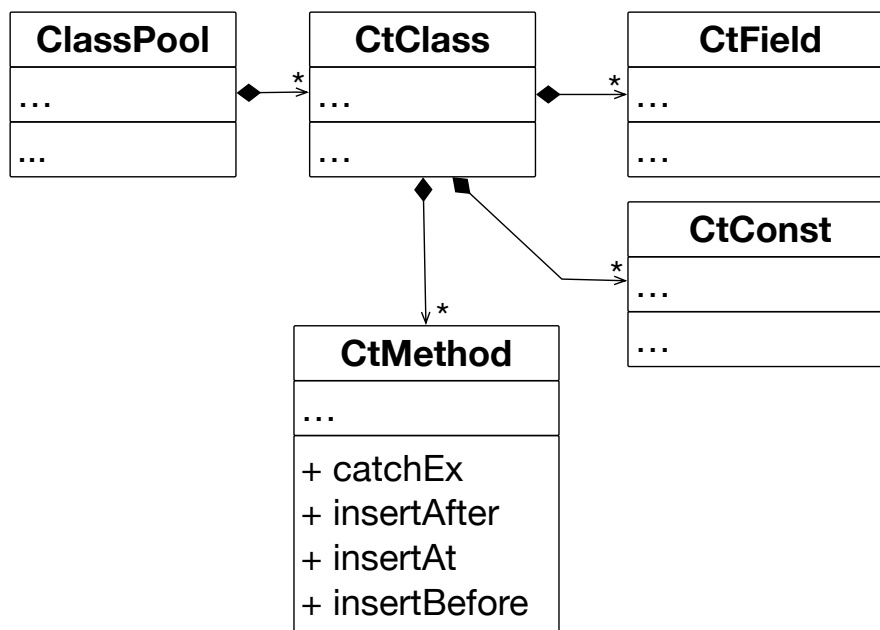 ClassPool
...
...
*
CtClass
...
...
*
CtField
...
...
CtConst
*
...
...
*
CtMethod
...
+ catchEx
+ insertAfter
+ insertAt
+ insertBefore